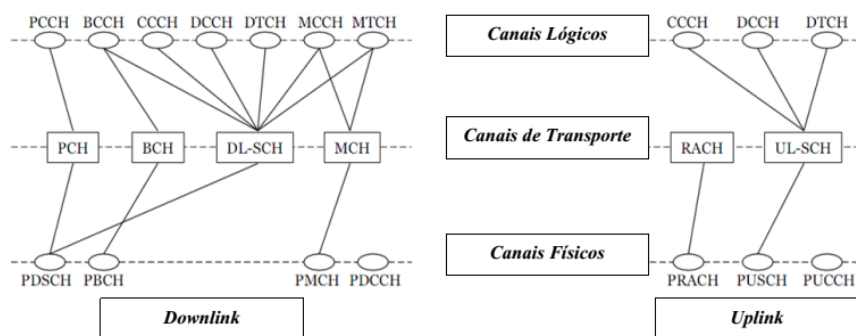 PCCH BCCH CCCH DCCH DTCH MCCH MTCH
Canais Lógicos
CCCH DCCH DTCH
PCH BCH DL-SCH MCH
Canais de Transporte
RACH UL-SCH
Canais Físicos
PDSCH PBCH PMCH PDCCH
PRACH PUSCH PUCCH
Downlink
Uplink